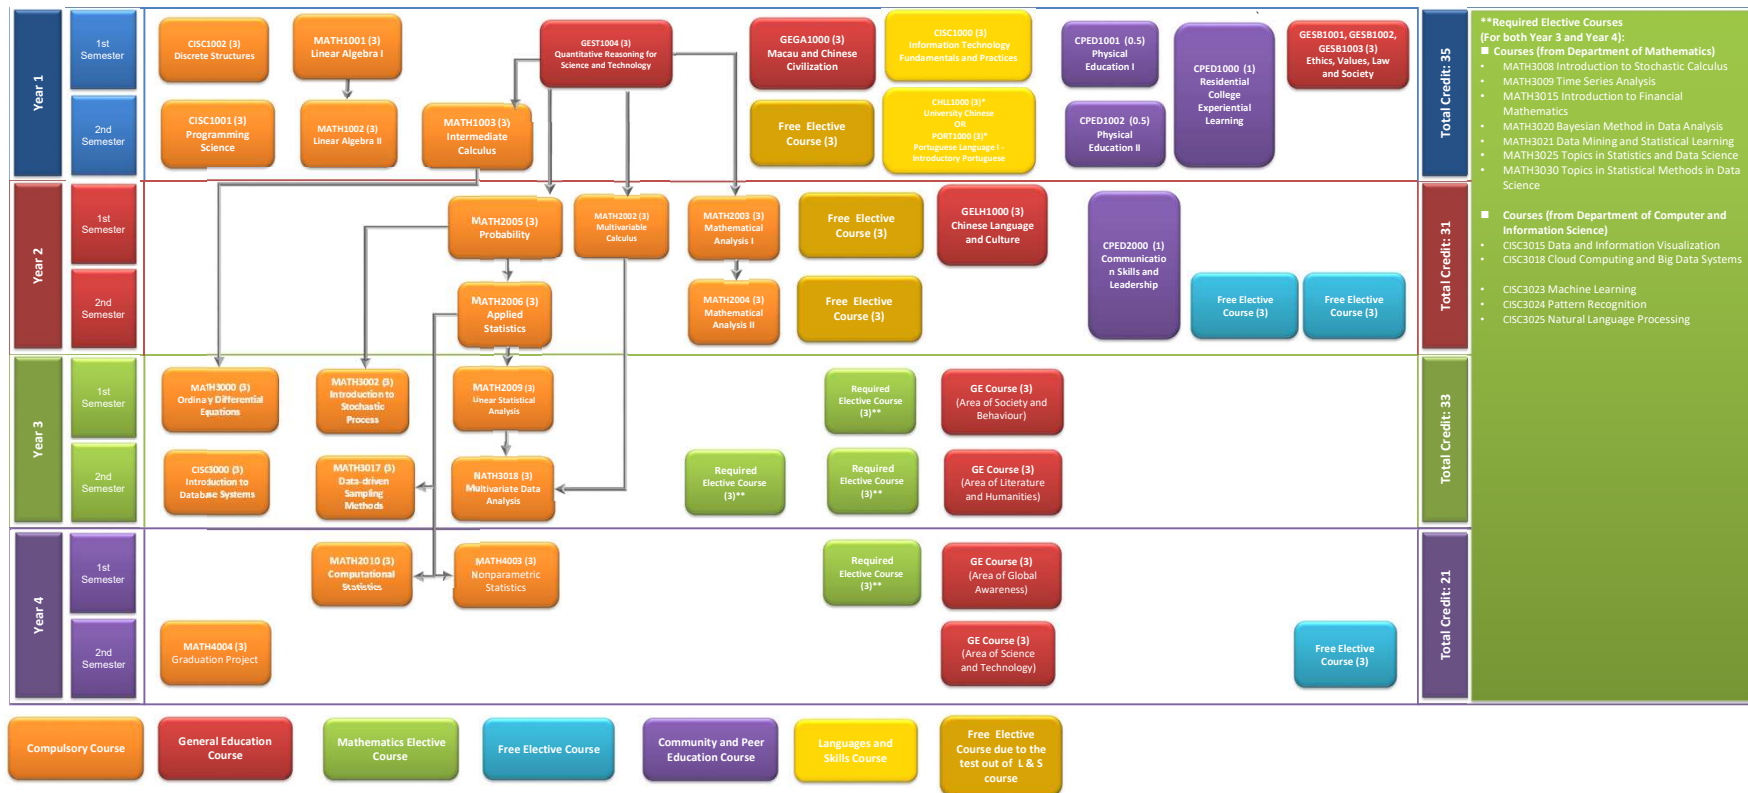 Year 1
1st
Semester
2nd
Semester
CISC1002 (3)
Discrete Structures
MATH1001 (3)
Linear Algebra I
GEST1004 (3)
Quantitative Reasoning for
Science and Technology
GEGA1000 (3)
Macau and Chinese
Civilization
CISC1000 (3)
Information Technology
Fundamentals and Practices
CPED1001 (0.5)
Physical
Education I
CPED1000 (1)
Residential
College
Experiential
Learning
GESB1001, GESB1002,
GESB1003 (3)
Ethics, Values, Law
and Society
CISC1001 (3)
Programming
Science
MATH1002 (3)
Linear Algebra II
MATH1003 (3)
Intermediate
Calculus
Free Elective
Course (3)
CHLL1000 (3)*
University Chinese
OR
PORT1000 (3)*
Portuguese Language I -
Introductory Portuguese
CPED1002 (0.5)
Physical
Education II
Total Credit: 35
Year 2
1st
Semester
2nd
Semester
MATH2005 (3)
Probability
MATH2002 (3)
Multivariable
Calculus
MATH2003 (3)
Mathematical
Analysis I
Free Elective
Course (3)
GELH1000 (3)
Chinese Language
and Culture
CPED2000 (1)
Communicatio
n Skills and
Leadership
MATH2006 (3)
Applied
Statistics
MATH2004 (3)
Mathematical
Analysis II
Free Elective
Course (3)
Free Elective
Course (3)
Free Elective
Course (3)
Total Credit: 31
Year 3
1st
Semester
2nd
Semester
MATH3000 (3)
Ordinary Differential
Equations
MATH3002 (3)
Introduction to
Stochastic
Process
MATH2009 (3)
Linear Statistical
Analysis
Required
Elective Course
(3)**
GE Course (3)
(Area of Society and
Behaviour)
CISC3000 (3)
Introduction to
Database Systems
MATH3017 (3)
Data-driven
Sampling
Methods
NATH3018 (3)
Multivariate Data
Analysis
Required
Elective Course
(3)**
Required
Elective Course
(3)**
GE Course (3)
(Area of Literature
and Humanities)
Total Credit: 33
Year 4
1st
Semester
2nd
Semester
MATH2010 (3)
Computational
Statistics
MATH4003 (3)
Nonparametric
Statistics
Required
Elective Course
(3)**
GE Course (3)
(Area of Global
Awareness)
MATH4004 (3)
Graduation Project
GE Course (3)
(Area of Science
and Technology)
Free Elective
Course (3)
Total Credit: 21
**Required Elective Courses
(For both Year 3 and Year 4):
■ Courses (from Department of Mathematics)
• MATH3008 Introduction to Stochastic Calculus
• MATH3009 Time Series Analysis
• MATH3015 Introduction to Financial
Mathematics
• MATH3020 Bayesian Method in Data Analysis
• MATH3021 Data Mining and Statistical Learning
• MATH3025 Topics in Statistics and Data Science
• MATH3030 Topics in Statistical Methods in Data
Science
■ Courses (from Department of Computer and
Information Science)
• CISC3015 Data and Information Visualization
• CISC3018 Cloud Computing and Big Data Systems
• CISC3023 Machine Learning
• CISC3024 Pattern Recognition
• CISC3025 Natural Language Processing
Compulsory Course
General Education
Course
Mathematics Elective
Course
Free Elective Course
Community and Peer
Education Course
Languages and
Skills Course
Free Elective
Course due to the
test out of L & S
course